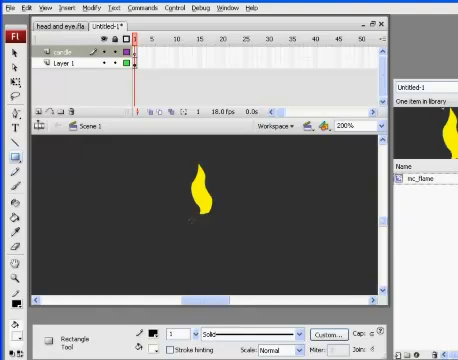 File Edit View Insert Modify Text Commands Control Debug Window Help
head and eye.fla Untitled-1*
Fl
1 5 10 15 20 25 30 35 40 45 50
candle
Layer 1
1 18.0 fps 0.0s
Scene 1 Workspace 200%
Untitled-1
One item in library
Name
mc_flame
T
Rectangle
Tool
1 Solid Custom... Cap:
Stroke hinting Scale: Normal Miter: 3 Join: